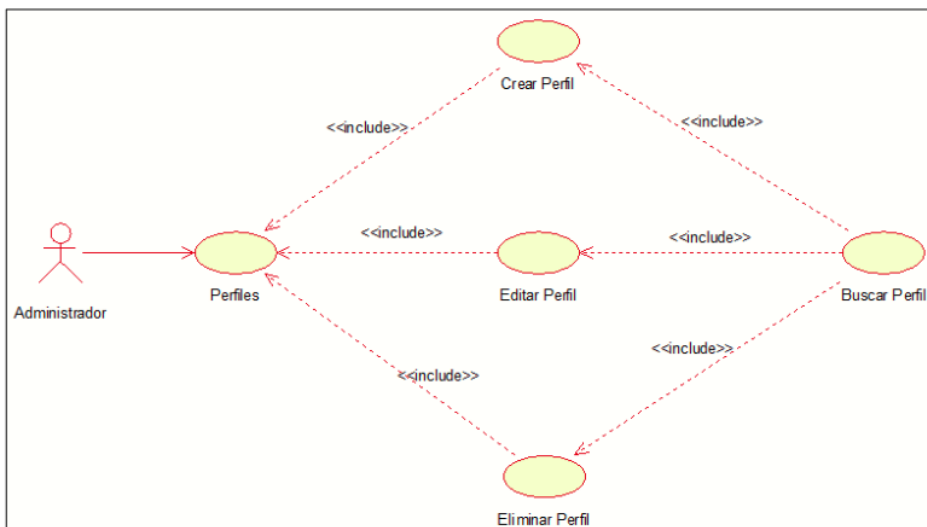 Crear Perfil
<<include>>
<<include>>
<<include>>
<<include>>
Administrador
Perfiles
Editar Perfil
Buscar Perfil
<<include>>
<<include>>
Eliminar Perfil